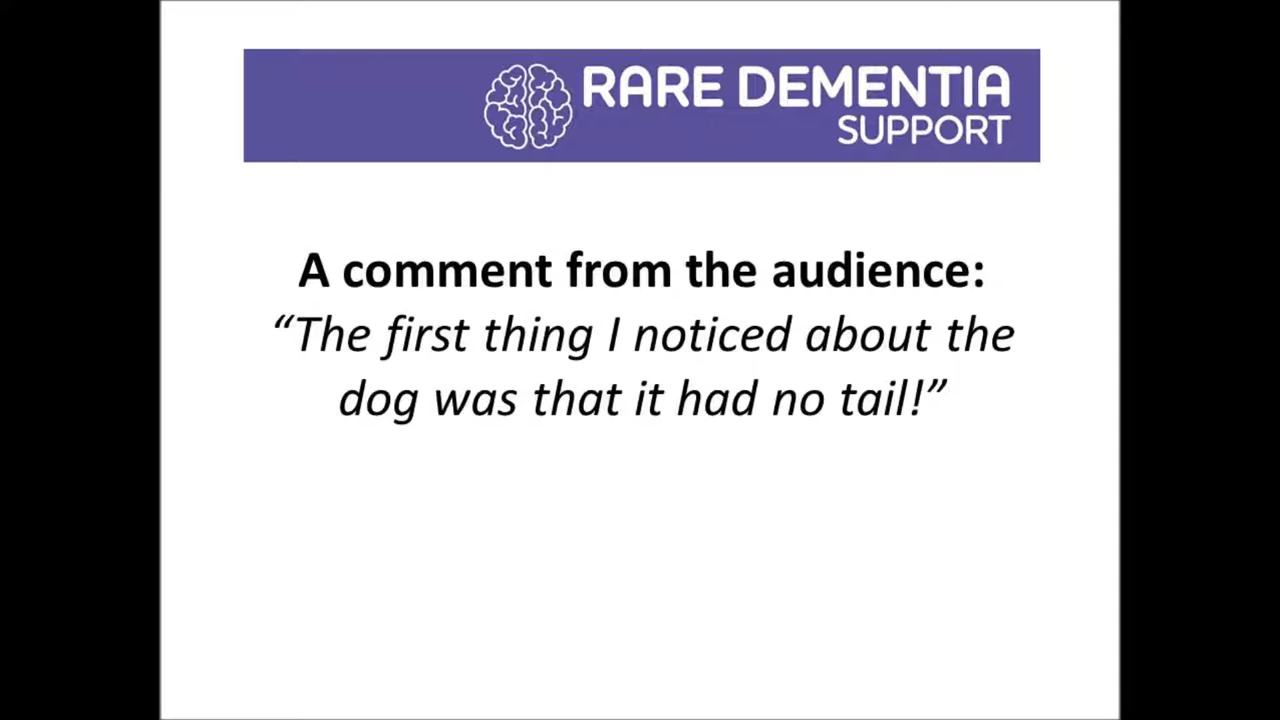 RARE DEMENTIA
SUPPORT
A comment from the audience:
“The first thing I noticed about the
dog was that it had no tail!”